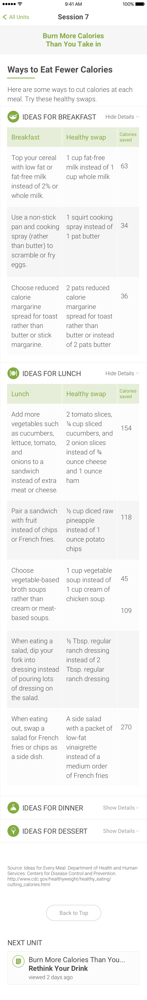 9:41 AM
100%
All Units
Session 7
Burn More Calories
Than You Take in
Ways to Eat Fewer Calories
Here are some ways to cut calories at each
meal. Try these healthy swaps.
IDEAS FOR BREAKFAST
Hide Details
Breakfast
Healthy swap
Calories
saved
Top your cereal
with low fat or
fat-free milk
instead of 2% or
whole milk.
1 cup fat-free
milk instead of 1
cup whole milk
63
Use a non-stick
pan and cooking
spray (rather
than butter) to
scramble or fry
eggs.
1 squirt cooking
spray instead of
1 pat butter
34
Choose reduced
calorie
margarine
spread for toast
rather than
butter or stick
margarine.
2 pats reduced
calorie
margarine
spread for toast
rather than
butter or instead
of 2 pats butter
36
IDEAS FOR LUNCH
Hide Details
Lunch
Healthy swap
Calories
saved
Add more
vegetables such
as cucumbers,
lettuce, tomato,
and
onions to a
sandwich
instead of extra
meat or cheese.
2 tomato slices,
¼ cup sliced
cucumbers, and
2 onion slices
instead of ¾
ounce cheese
and 1 ounce
ham
154
Pair a sandwich
with fruit
instead of chips
or French fries.
½ cup diced raw
pineapple
instead of 1
ounce potato
chips
118
Choose
vegetable-based
broth soups
rather than
cream or meat-
based soups.
1 cup vegetable
soup instead of
1 cup cream of
chicken soup
45
109
When eating a
salad, dip your
fork into
dressing instead
of pouring lots
of dressing on
the salad.
½ Tbsp. regular
ranch dressing
instead of 2
Tbsp. regular
ranch dressing
When eating
out, swap a
salad for French
fries or chips as
a side dish.
A side salad
with a packet of
low-fat
vinaigrette
instead of a
medium order
of French fries
270
IDEAS FOR DINNER
Show Details
IDEAS FOR DESSERT
Show Details
Source: Ideas for Every Meal. Department of Health and Human
Services. Centers for Disease Control and Prevention.
http://www.cdc.gov/healthyweight/healthy_eating/
cutting_calories.html
Back to Top
NEXT UNIT
Burn More Calories Than You...
Rethink Your Drink
viewed 2 days ago